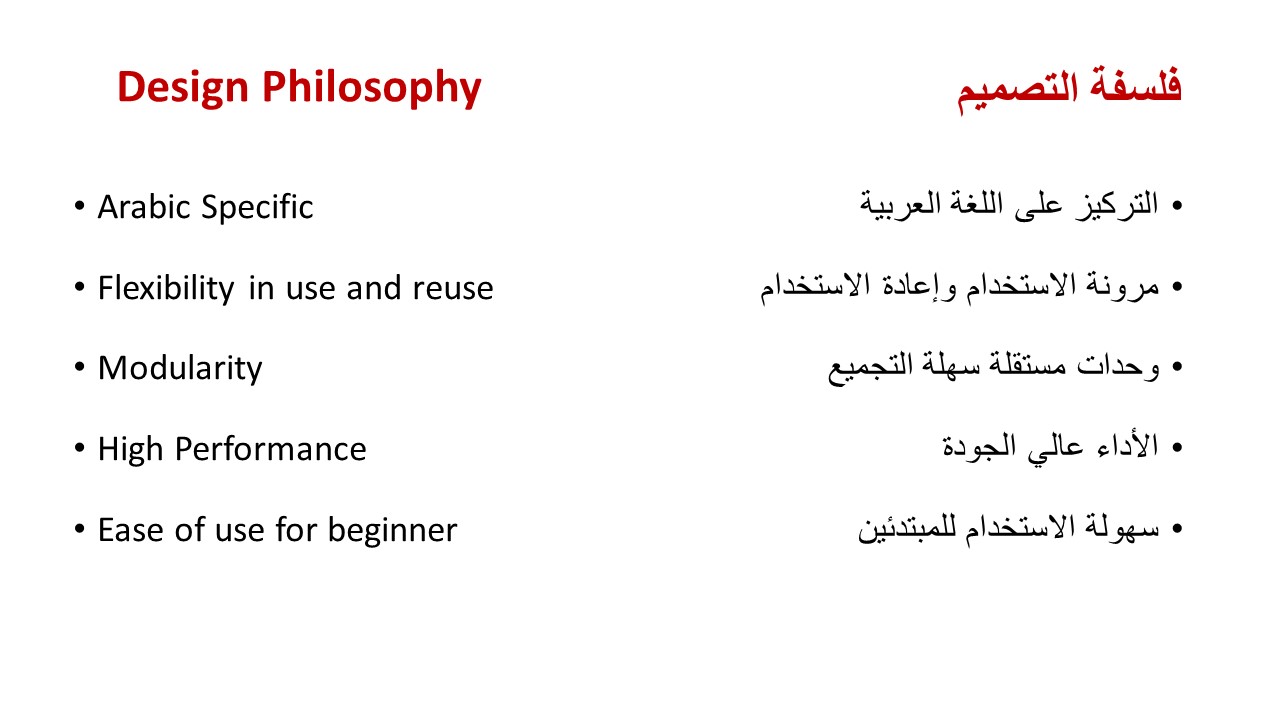 Design Philosophy
• Arabic Specific
• Flexibility in use and reuse
• Modularity
• High Performance
• Ease of use for beginner
فلسفة التصميم
• التركيز على اللغة العربية
• مرونة الاستخدام وإعادة الاستخدام
• وحدات مستقلة سهلة التجميع
• الأداء عالي الجودة
• سهولة الاستخدام للمبتدئين